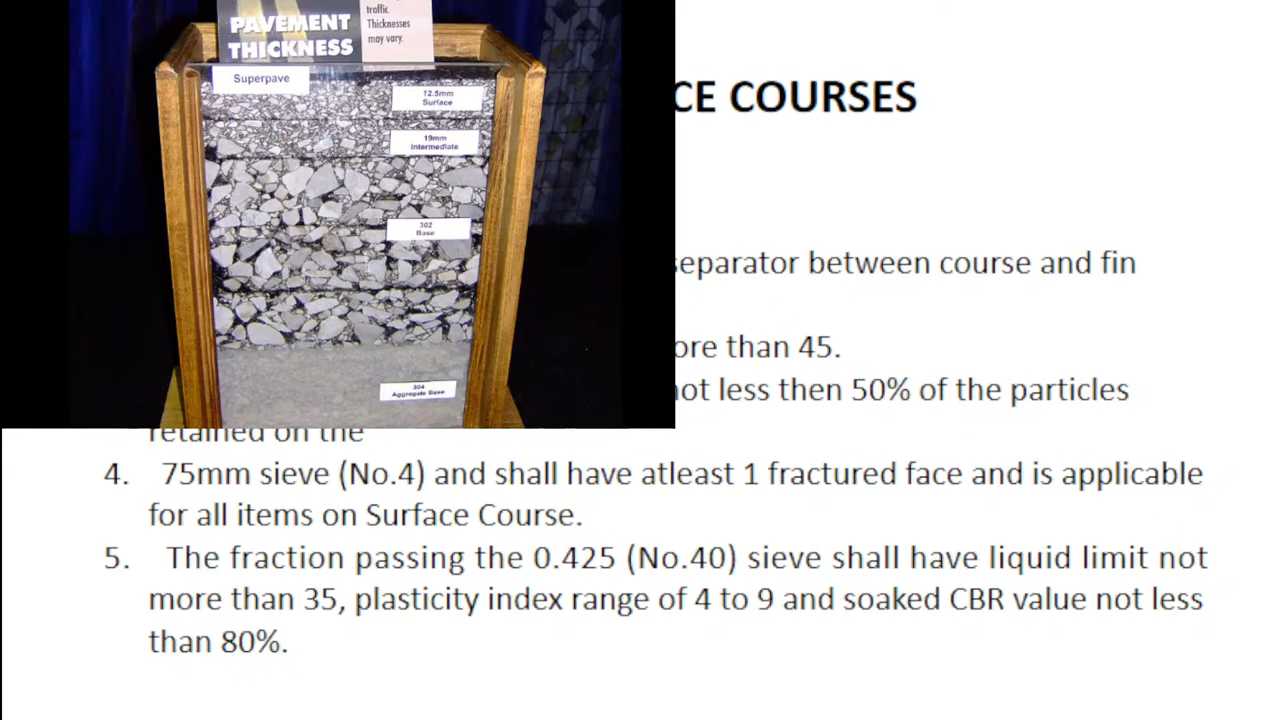 traffic.
Thicknesses
may vary.
PAVEMENT
THICKNESS
Superpave
12.5mm
Surface
19mm
Intermediate
302
Base
304
Aggregate Base
CE COURSES
separator between course and fin
ore than 45.
not less then 50% of the particles
retained on the
4. 75mm sieve (No.4) and shall have atleast 1 fractured face and is applicable
for all items on Surface Course.
5. The fraction passing the 0.425 (No.40) sieve shall have liquid limit not
more than 35, plasticity index range of 4 to 9 and soaked CBR value not less
than 80%.